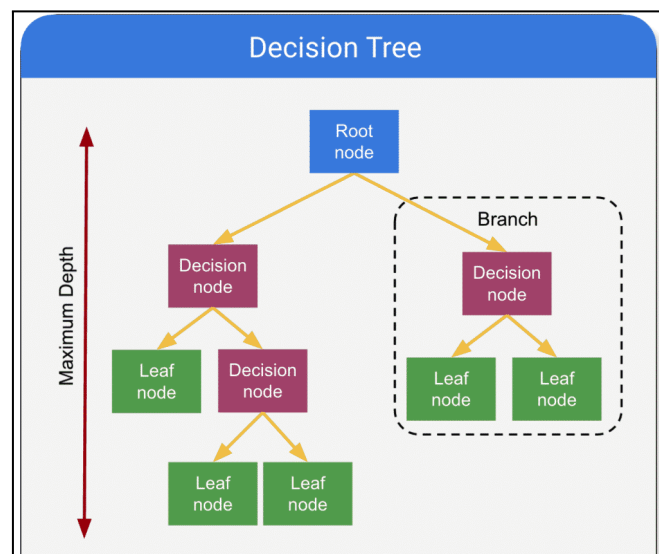 Decision Tree
Root
node
Branch
Maximum Depth
Decision
node
Decision
node
Leaf
node
Decision
node
Leaf
node
Leaf
node
Leaf
node
Leaf
node